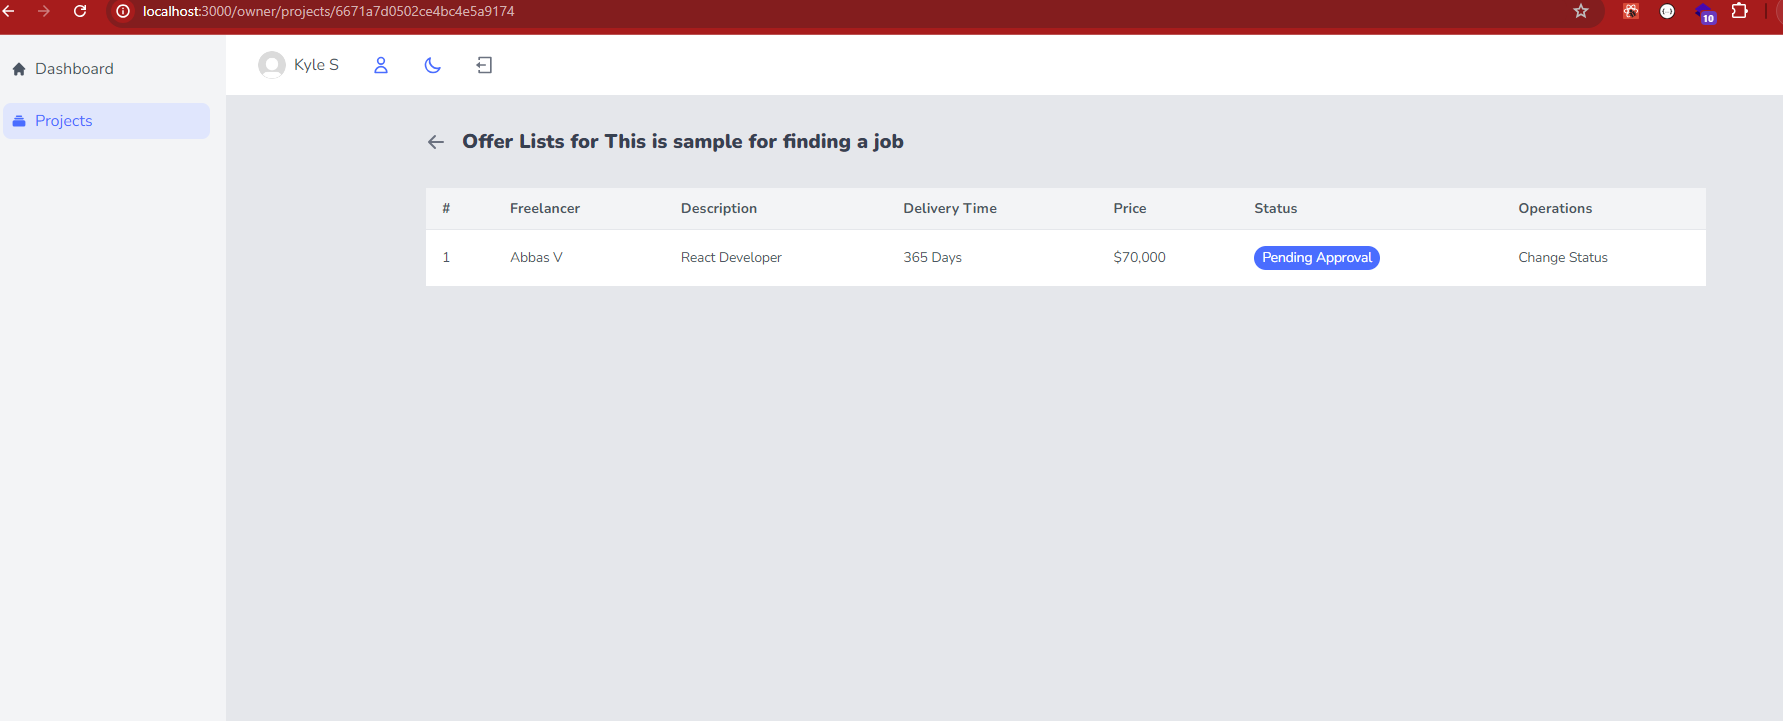 localhost:3000/owner/projects/6671a7d0502ce4bc4e5a9174
10
Dashboard
Projects
Kyle S
Offer Lists for This is sample for finding a job
# Freelancer Description Delivery Time Price Status Operations
1 Abbas V React Developer 365 Days $70,000 Pending Approval Change Status